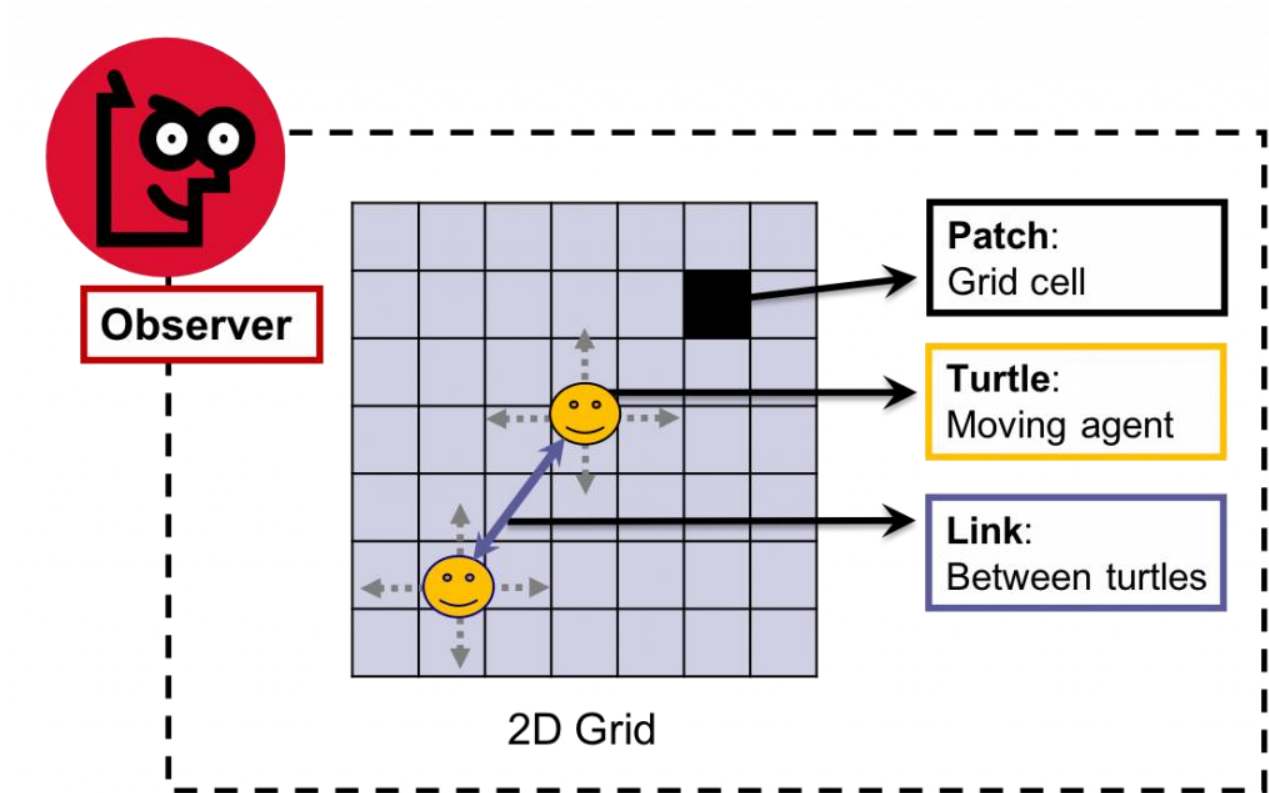 Observer
Patch:
Grid cell
Turtle:
Moving agent
Link:
Between turtles
2D Grid